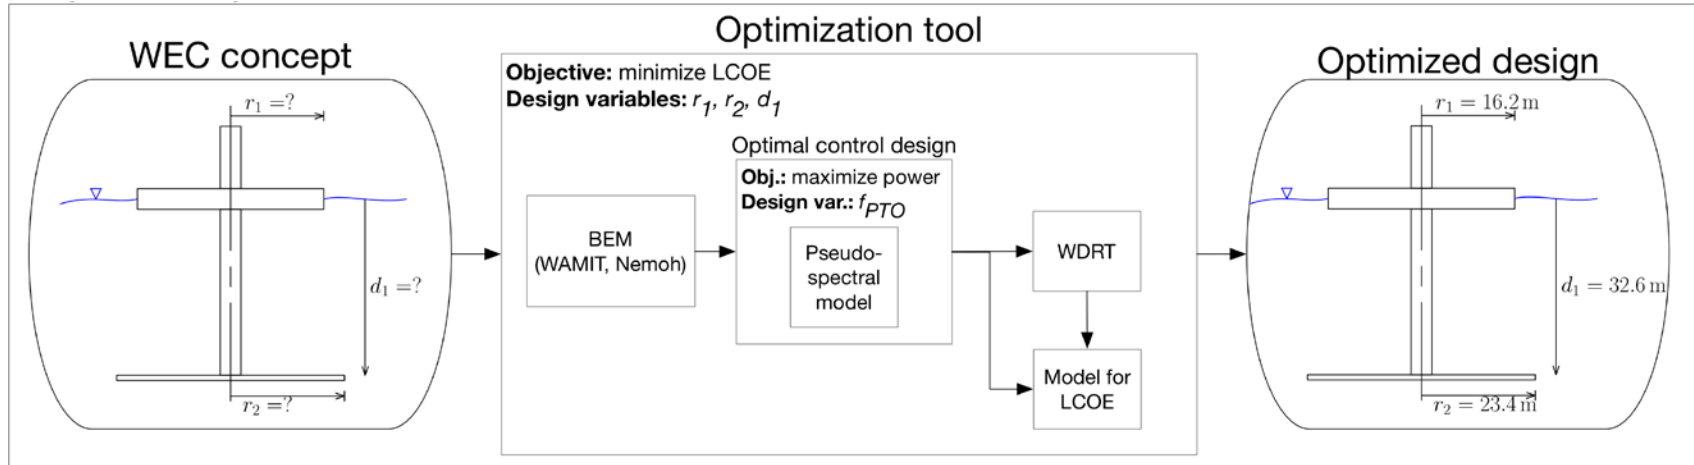 WEC concept
r1 =?
d1 =?
r2 =?
Optimization tool
Objective: minimize LCOE
Design variables: r1, r2, d1
BEM
(WAMIT, Nemoh)
Optimal control design
Obj.: maximize power
Design var.: fPTO
Pseudo-
spectral
model
WDRT
Model for
LCOE
Optimized design
r1 = 16.2 m
d1 = 32.6 m
r2 = 23.4 m